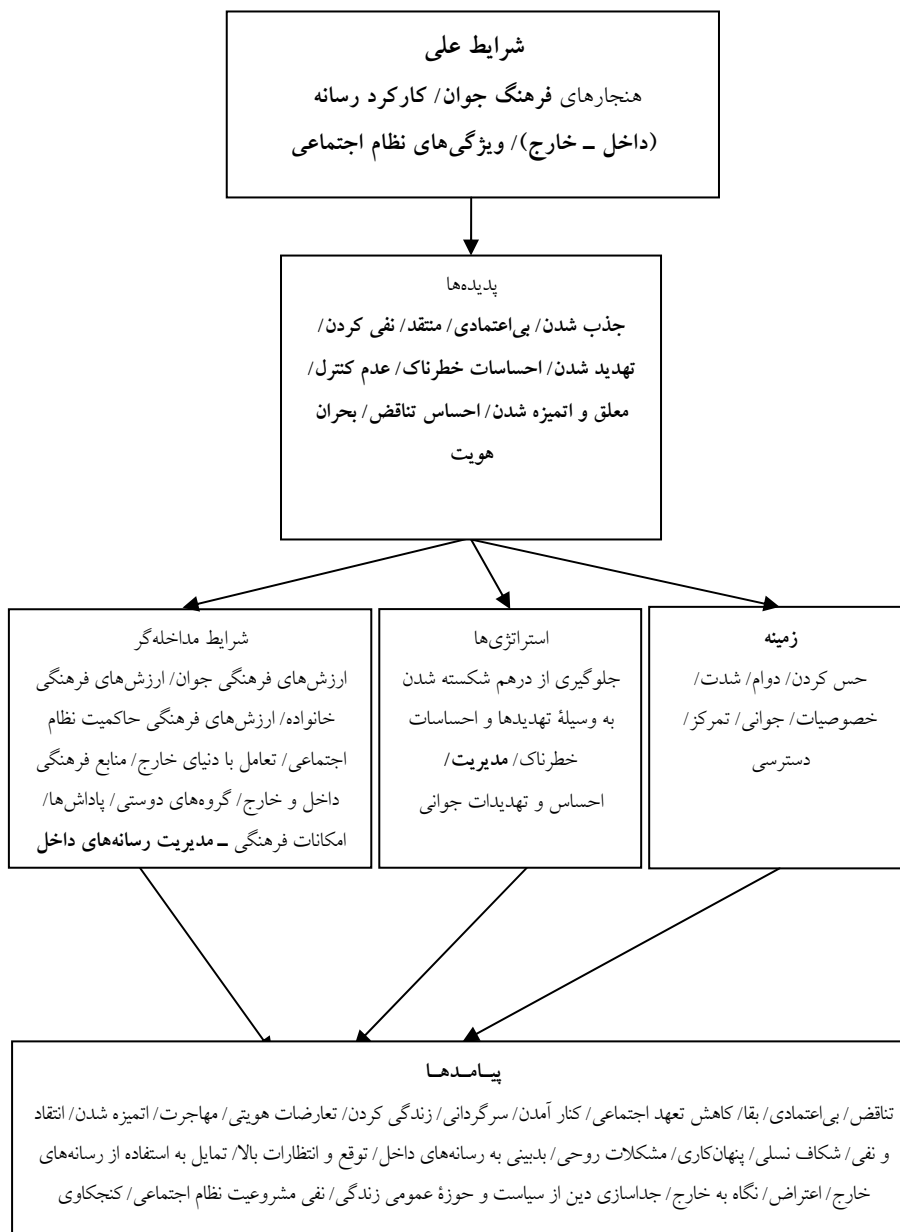 شرایط علی
هنجارهای فرهنگ جوان/ کارکرد رسانه
(داخل ـ خارج)/ ویژگی‌های نظام اجتماعی
پدیده‌ها
جذب شدن/ بی‌اعتمادی/ منتقد/ نفی کردن/
تهدید شدن/ احساسات خطرناک/ عدم کنترل/
معلق و اتمیزه شدن/ احساس تناقض/ بحران
هویت
زمینه
حس کردن/ دوام/ شدت/
خصوصیات/ جوانی/ تمرکز/
دسترسی
استراتژی‌ها
جلوگیری از درهم شکسته شدن
به وسیلهٔ تهدیدها و احساسات
خطرناک/ مدیریت/
احساس و تهدیدات جوانی
شرایط مداخله‌گر
ارزش‌های فرهنگی جوان/ ارزش‌های فرهنگی
خانواده/ ارزش‌های فرهنگی حاکمیت نظام
اجتماعی/ تعامل با دنیای خارج/ منابع فرهنگی
داخل و خارج/ گروه‌های دوستی/ پاداش‌ها/
امکانات فرهنگی ـ مدیریت رسانه‌های داخل
پیـامـدهـا
تناقض/ بی‌اعتمادی/ بقا/ کاهش تعهد اجتماعی/ کنار آمدن/ سرگردانی/ زندگی کردن/ تعارضات هویتی/ مهاجرت/ اتمیزه شدن/ انتقاد
و نفی/ شکاف نسلی/ پنهان‌کاری/ مشکلات روحی/ بدبینی به رسانه‌های داخل/ توقع و انتظارات بالا/ تمایل به استفاده از رسانه‌های
خارج/ اعتراض/ نگاه به خارج/ جداسازی دین از سیاست و حوزهٔ عمومی زندگی/ نفی مشروعیت نظام اجتماعی/ کنجکاوی